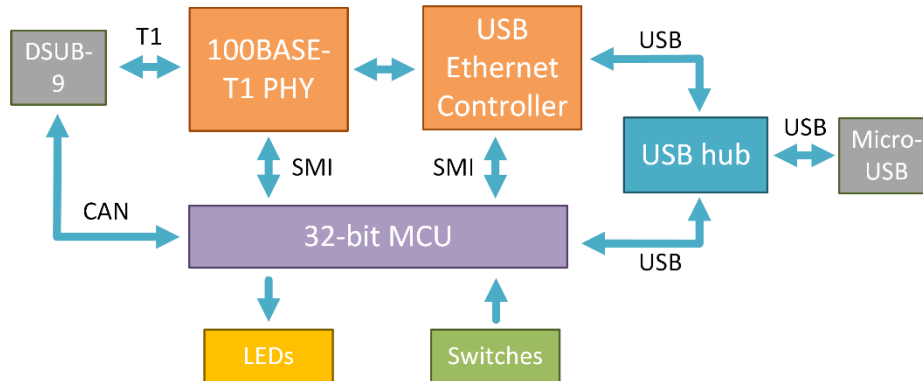 DSUB-
9
T1
100BASE-
T1 PHY
USB
Ethernet
Controller
USB
USB hub
USB
Micro-
USB
SMI
SMI
CAN
32-bit MCU
USB
LEDs
Switches